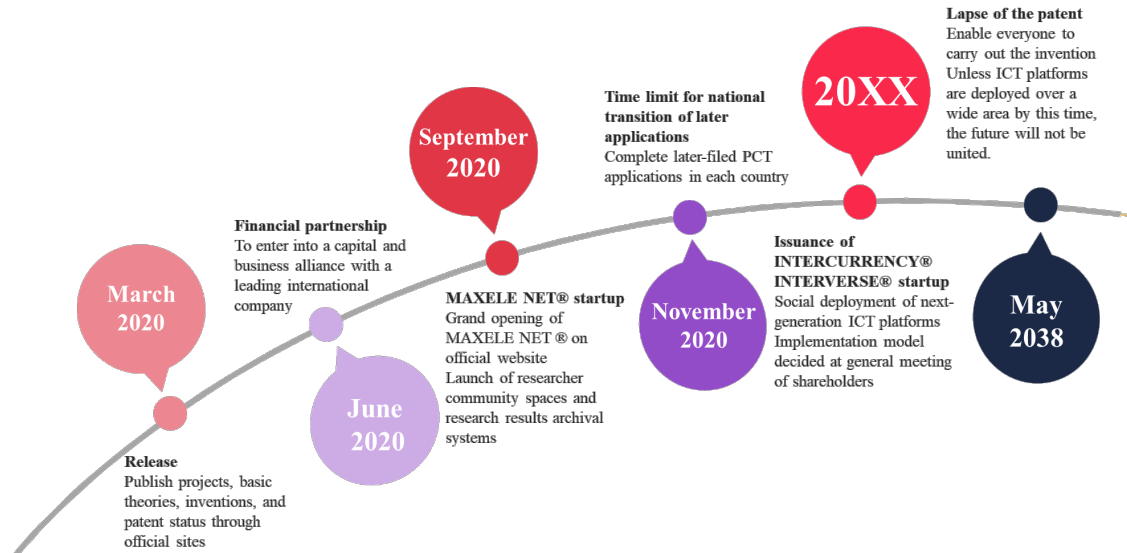 March
2020
Release
Publish projects, basic
theories, inventions, and
patent status through
official sites
Financial partnership
To enter into a capital and
business alliance with a
leading international
company
June
2020
September
2020
MAXELE NET® startup
Grand opening of
MAXELE NET ® on
official website
Launch of researcher
community spaces and
research results archival
systems
Time limit for national
transition of later
applications
Complete later-filed PCT
applications in each country
November
2020
20XX
Issuance of
INTERCURRENCY®
INTERVERSE® startup
Social deployment of next-
generation ICT platforms
Implementation model
decided at general meeting
of shareholders
Lapse of the patent
Enable everyone to
carry out the invention
Unless ICT platforms
are deployed over a
wide area by this time,
the future will not be
united.
May
2038